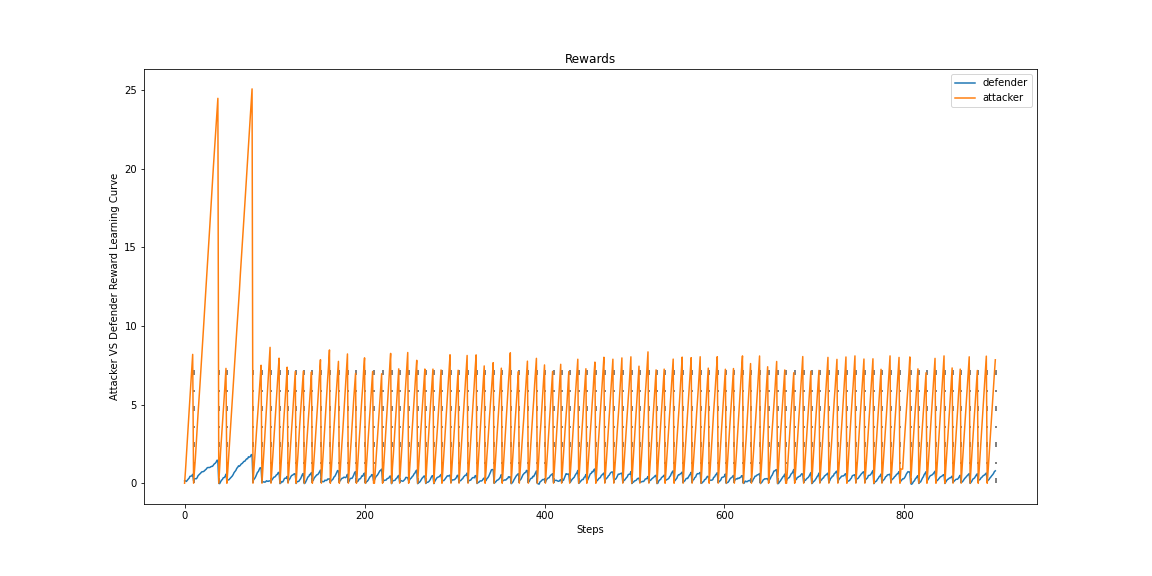 Rewards
defender
attacker
Attacker VS Defender Reward Learning Curve
25
20
15
10
5
0
0 200 400 600 800
Steps